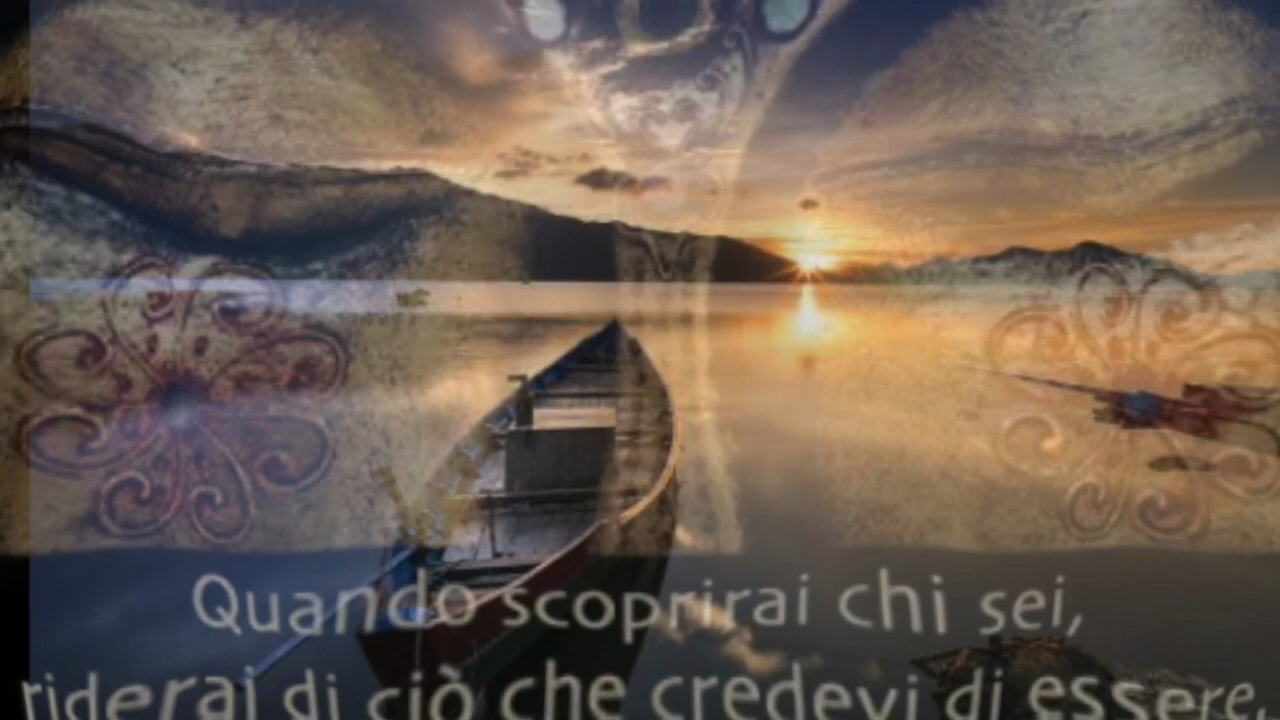 Quando scoprirai chi sei,
riderai di ciò che credevi di essere.